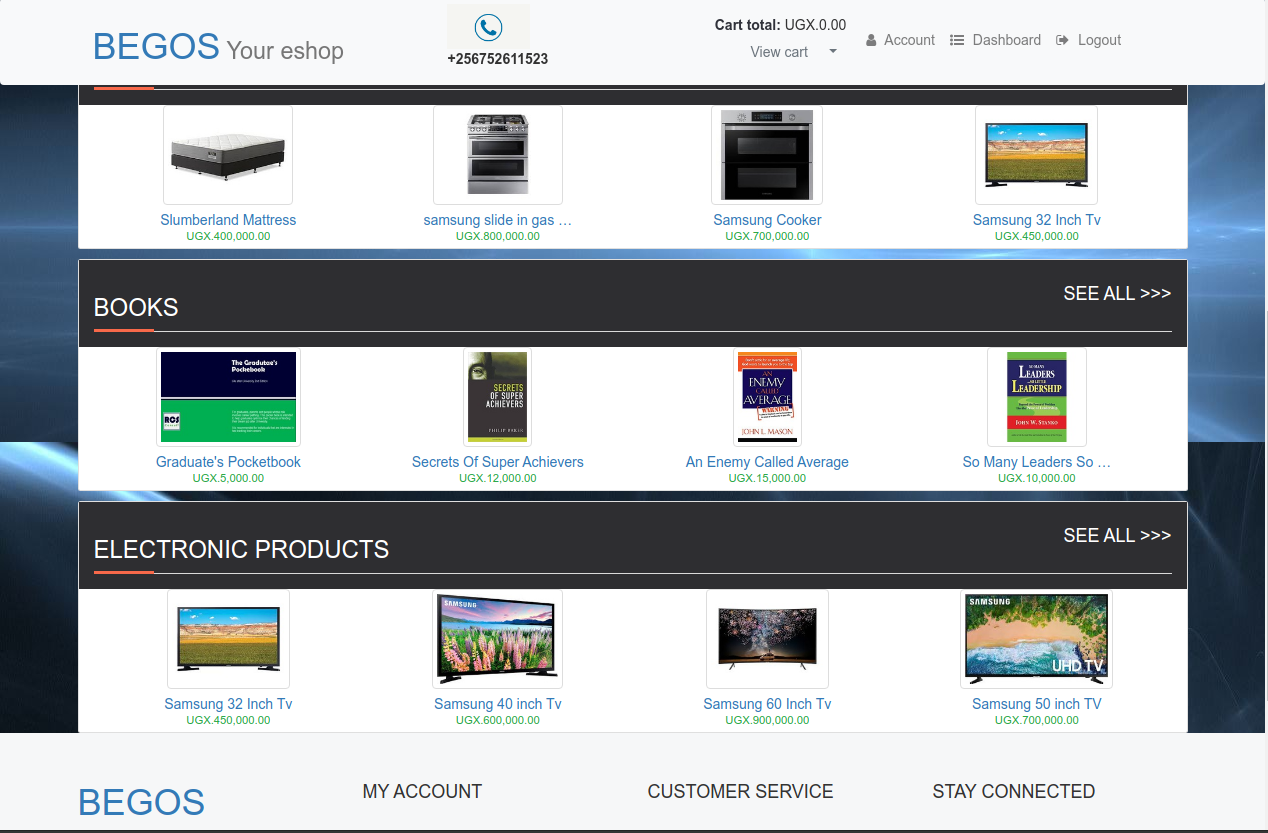 BEGOS Your eshop
+256752611523
Cart total: UGX.0.00
View cart
Account
Dashboard
Logout
Slumberland Mattress
UGX.400,000.00
samsung slide in gas …
UGX.800,000.00
Samsung Cooker
UGX.700,000.00
Samsung 32 Inch Tv
UGX.450,000.00
BOOKS
SEE ALL >>>
The Gradutae's
Pockebook
RGS
Graduate's Pocketbook
UGX.5,000.00
SECRETS
OF SUPER
ACHIEVERS
PHILIP BAKER
Secrets Of Super Achievers
UGX.12,000.00
AN
ENEMY
CALLED
AVERAGE
WARNING
JOHN L. MASON
An Enemy Called Average
UGX.15,000.00
SO MANY
LEADERS
LEADERSHIP
JOHN W. STANKO
So Many Leaders So …
UGX.10,000.00
ELECTRONIC PRODUCTS
SEE ALL >>>
Samsung 32 Inch Tv
UGX.450,000.00
SAMSUNG
Samsung 40 inch Tv
UGX.600,000.00
Samsung 60 Inch Tv
UGX.900,000.00
SAMSUNG
UHD TV
Samsung 50 inch TV
UGX.700,000.00
BEGOS
MY ACCOUNT
CUSTOMER SERVICE
STAY CONNECTED